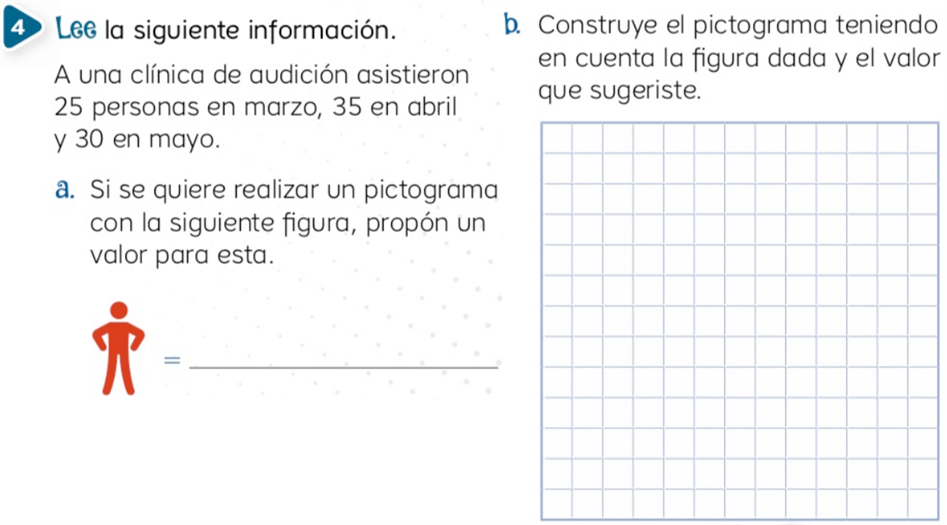 4 Lee la siguiente información.
A una clínica de audición asistieron
25 personas en marzo, 35 en abril
y 30 en mayo.
a. Si se quiere realizar un pictograma
con la siguiente figura, propón un
valor para esta.
= 
b. Construye el pictograma teniendo
en cuenta la figura dada y el valor
que sugeriste.